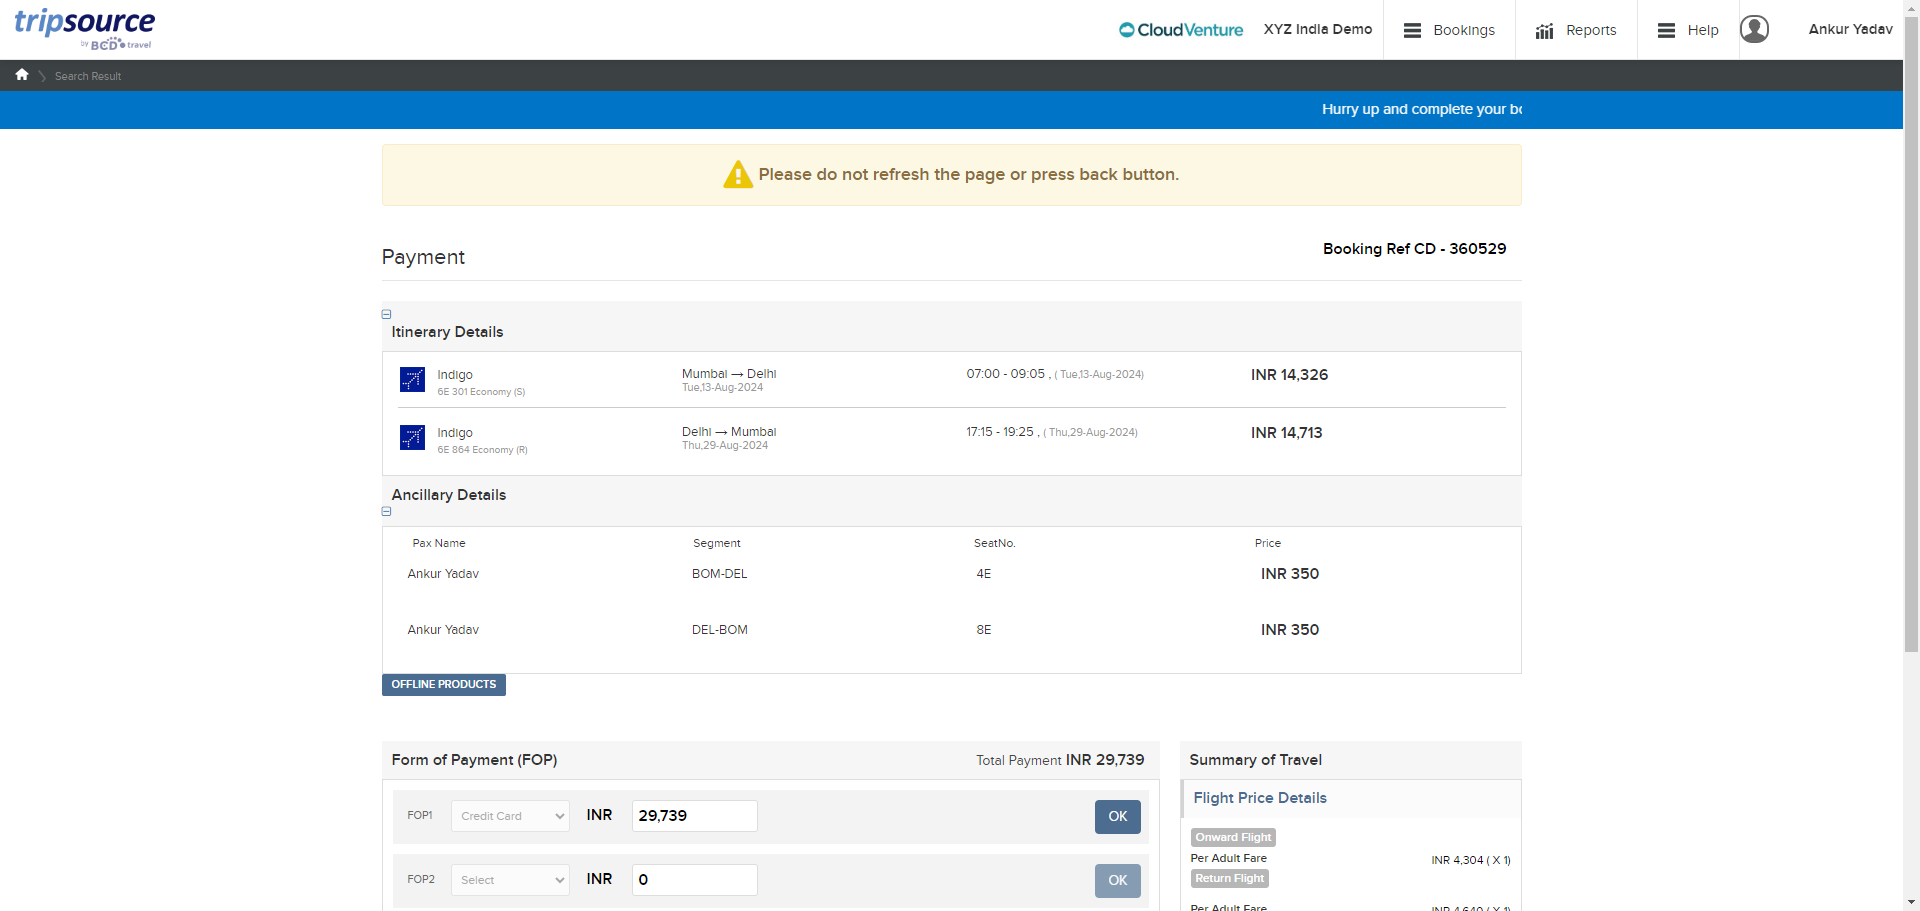 tripsource
by BCD travel
CloudVenture
XYZ India Demo
Bookings
Reports
Help
Ankur Yadav
Search Result
Hurry up and complete your bo
Please do not refresh the page or press back button.
Payment
Booking Ref CD - 360529
Itinerary Details
Indigo
Mumbai → Delhi
07:00 - 09:05 , ( Tue,13-Aug-2024)
INR 14,326
6E 301 Economy (S)
Tue,13-Aug-2024
Indigo
Delhi → Mumbai
17:15 - 19:25 , ( Thu,29-Aug-2024)
INR 14,713
6E 864 Economy (R)
Thu,29-Aug-2024
Ancillary Details
Pax Name
Segment
SeatNo.
Price
Ankur Yadav
BOM-DEL
4E
INR 350
Ankur Yadav
DEL-BOM
8E
INR 350
OFFLINE PRODUCTS
Form of Payment (FOP)
Total Payment INR 29,739
FOP1
Credit Card
INR
29,739
OK
FOP2
Select
INR
0
OK
Summary of Travel
Flight Price Details
Onward Flight
Per Adult Fare
INR 4,304 ( X 1)
Return Flight
Per Adult Fare
INR 4,640 ( X 1)